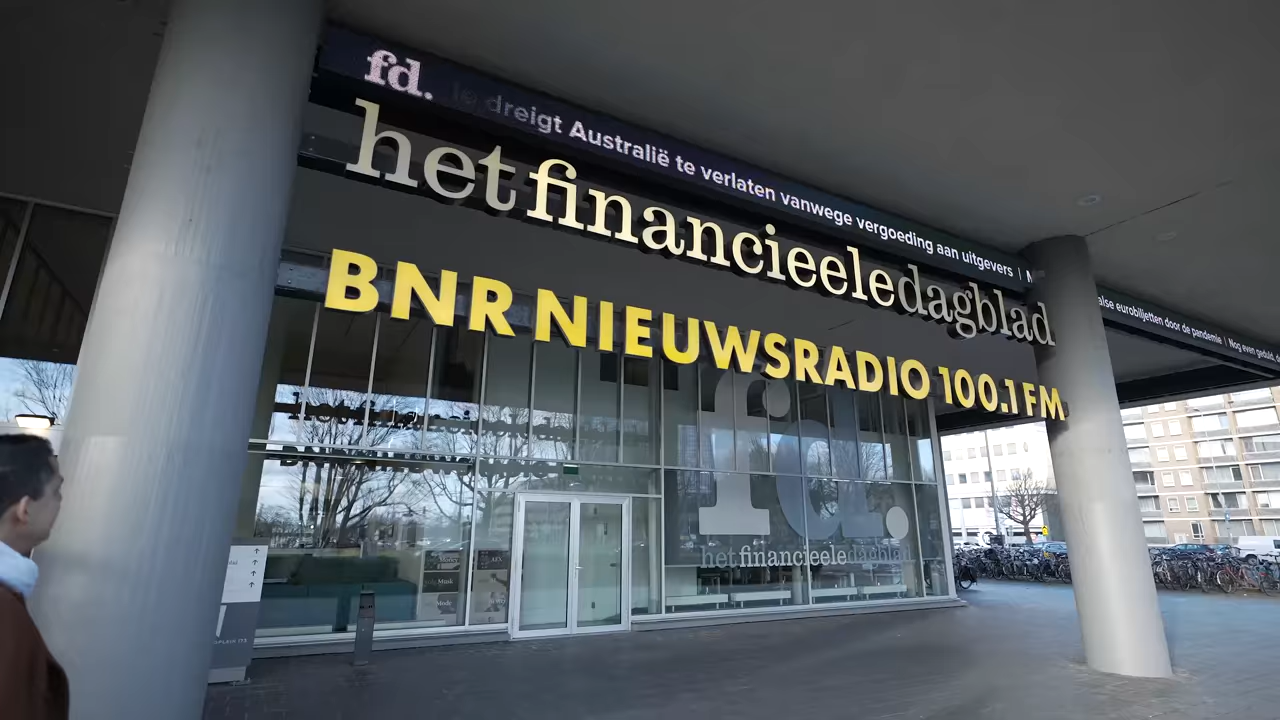 fd.
dreigt Australië te verlaten vanwege vergoeding aan uitgevers |
alse eurobiljetten door de pandemie | Nog even geduld, d
hetfinancieeledagblad
BNR NIEUWSRADIO 100.1 FM
fd.
hetfinancieeledagblad